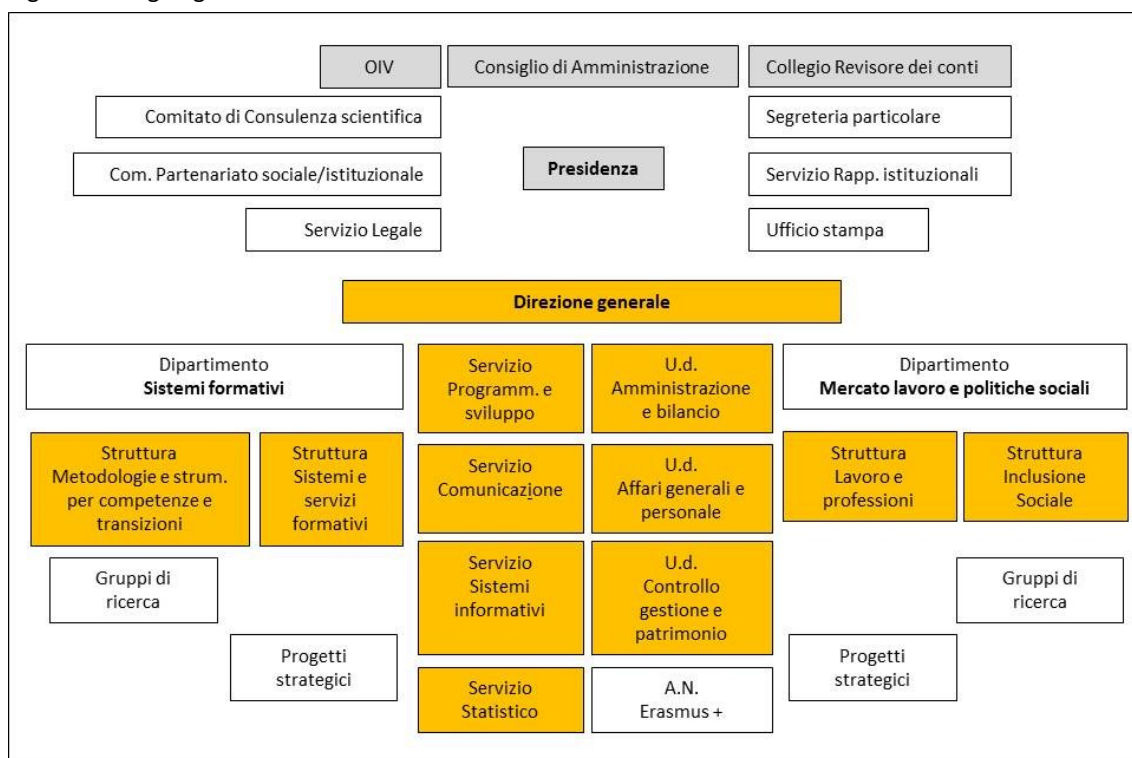 OIV
Consiglio di Amministrazione
Collegio Revisore dei conti
Comitato di Consulenza scientifica
Segreteria particolare
Com. Partenariato sociale/istituzionale
Presidenza
Servizio Rapp. istituzionali
Servizio Legale
Ufficio stampa
Direzione generale
Dipartimento
Sistemi formativi
Servizio
Programm. e
sviluppo
U.d.
Amministrazione
e bilancio
Dipartimento
Mercato lavoro e politiche sociali
Struttura
Metodologie e strum.
per competenze e
transizioni
Struttura
Sistemi e
servizi
formativi
Servizio
Comunicazione
U.d.
Affari generali e
personale
Struttura
Lavoro e
professioni
Struttura
Inclusione
Sociale
Gruppi di
ricerca
Servizio
Sistemi
informativi
U.d.
Controllo
gestione e
patrimonio
Gruppi di
ricerca
Progetti
strategici
Progetti
strategici
Servizio
Statistico
A.N.
Erasmus +